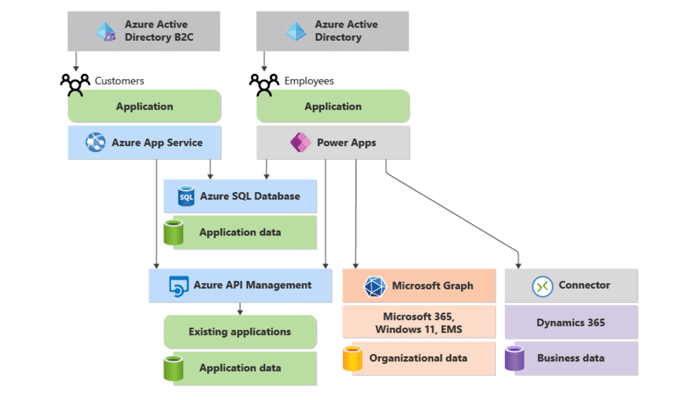 Azure Active
Directory B2C
Azure Active
Directory
Customers
Employees
Application
Application
Azure App Service
Power Apps
SQL
Azure SQL Database
Application data
Azure API Management
Microsoft Graph
Connector
Existing applications
Microsoft 365,
Windows 11, EMS
Dynamics 365
Application data
Organizational data
Business data